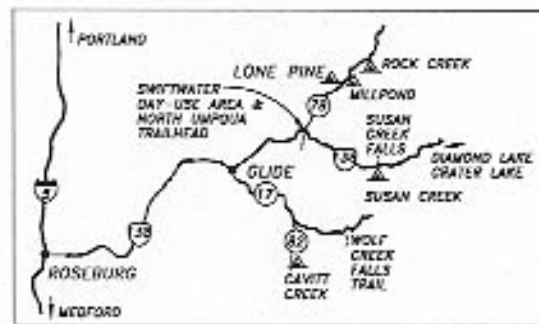 PORTLAND
LONE PINE
ROCK CREEK
MILLPOND
78
SWIFTWATER
DAY-USE AREA &
NORTH UMPQUA
TRAILHEAD
SUSAN
CREEK
FALLS
138
DIAMOND LAKE
CRATER LAKE
SUSAN CREEK
GLIDE
17
5
138
ROSEBURG
82
CAVITT
CREEK
WOLF
CREEK
FALLS
TRAIL
MEDFORD